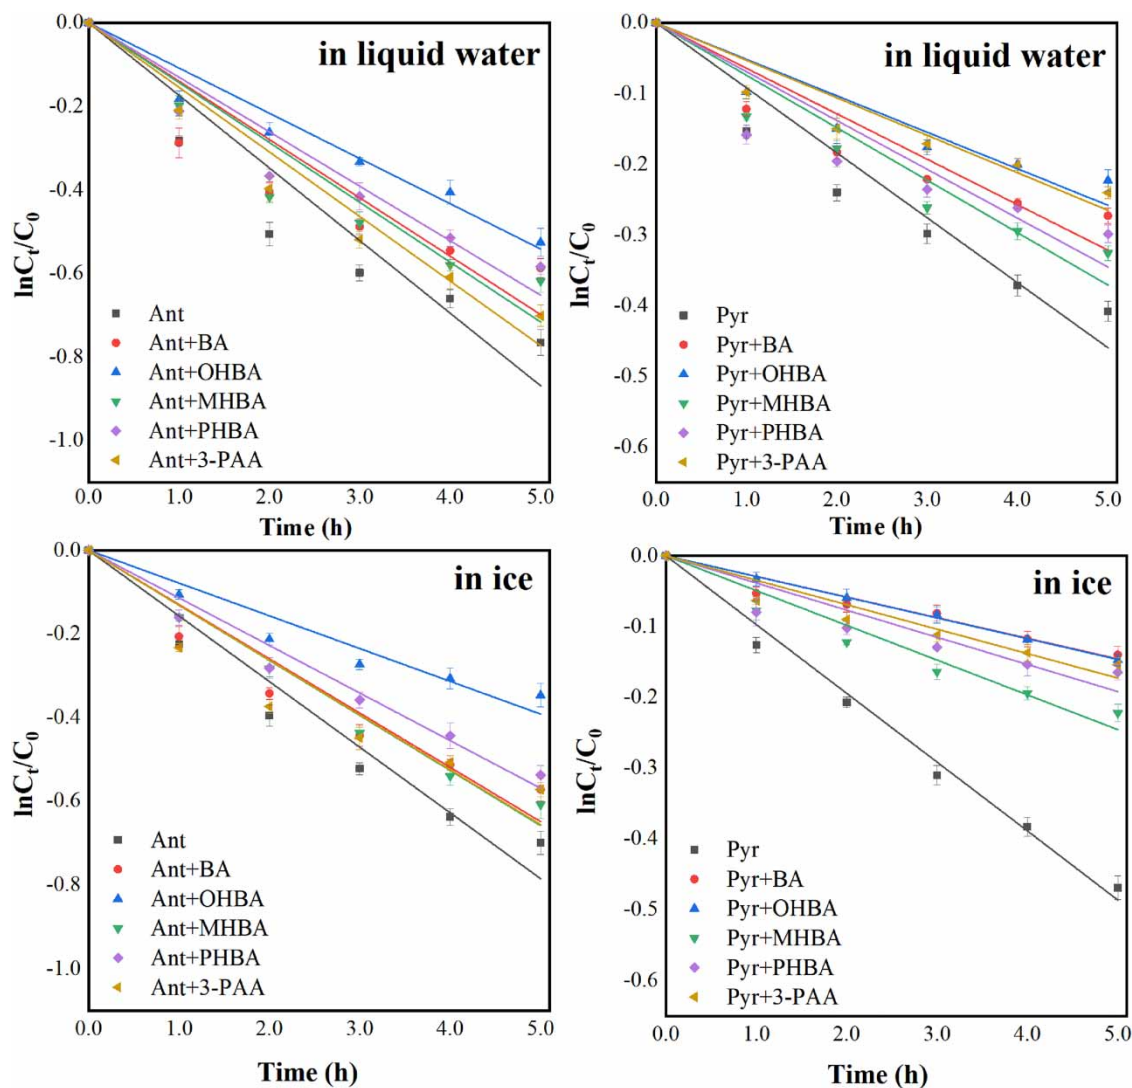 in liquid water
lnCt/C0
0.0
-0.2
-0.4
-0.6
-0.8
-1.0
Ant
Ant+BA
Ant+OHBA
Ant+MHBA
Ant+PHBA
Ant+3-PAA
0.0 1.0 2.0 3.0 4.0 5.0
Time (h)
in liquid water
lnCt/C0
0.0
-0.1
-0.2
-0.3
-0.4
-0.5
-0.6
Pyr
Pyr+BA
Pyr+OHBA
Pyr+MHBA
Pyr+PHBA
Pyr+3-PAA
0.0 1.0 2.0 3.0 4.0 5.0
Time (h)
in ice
lnCt/C0
0.0
-0.2
-0.4
-0.6
-0.8
-1.0
Ant
Ant+BA
Ant+OHBA
Ant+MHBA
Ant+PHBA
Ant+3-PAA
0.0 1.0 2.0 3.0 4.0 5.0
Time (h)
in ice
lnCt/C0
0.0
-0.1
-0.2
-0.3
-0.4
-0.5
-0.6
Pyr
Pyr+BA
Pyr+OHBA
Pyr+MHBA
Pyr+PHBA
Pyr+3-PAA
0.0 1.0 2.0 3.0 4.0 5.0
Time (h)